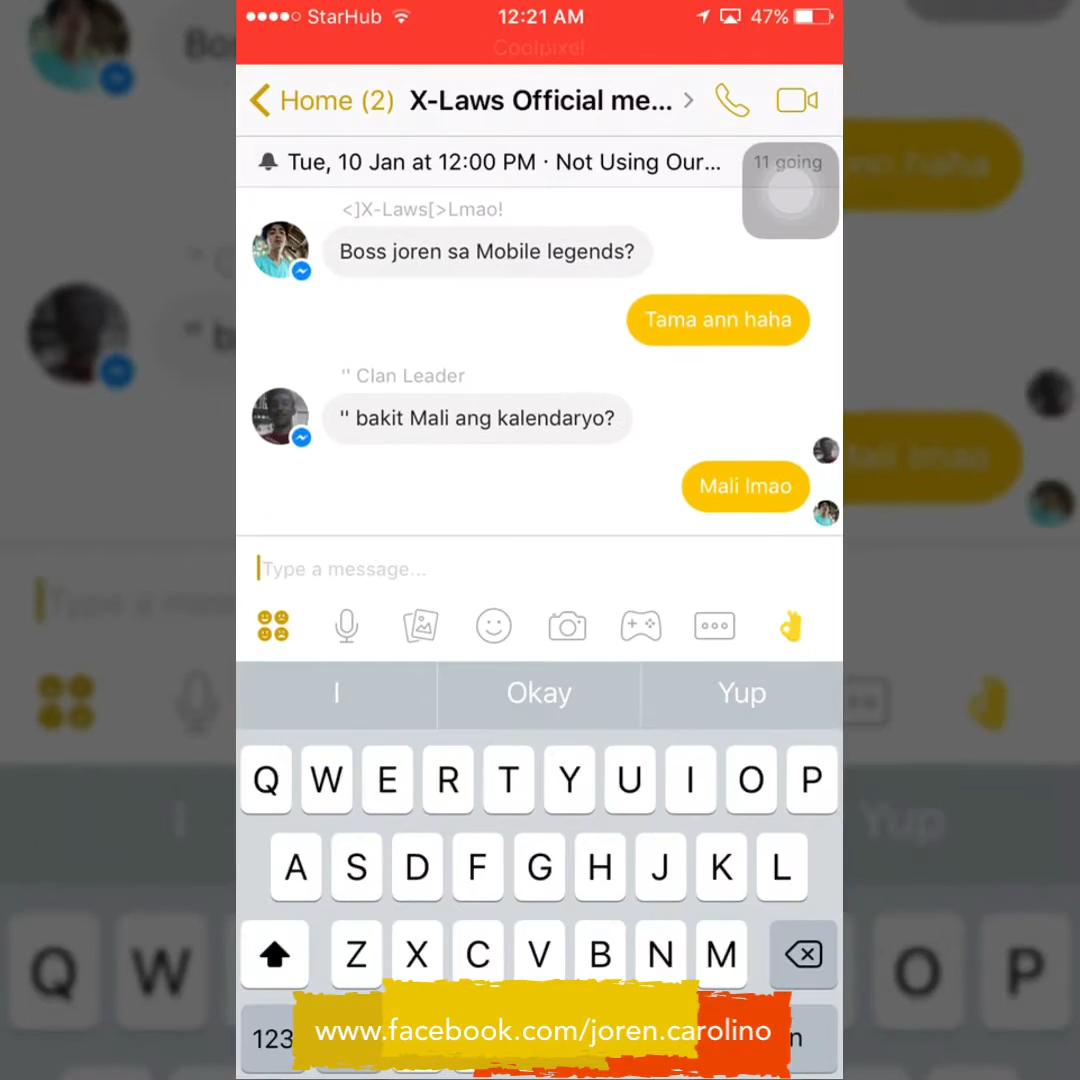 StarHub 12:21 AM 47%
Coolpixel
Home (2) X-Laws Official me...
Tue, 10 Jan at 12:00 PM · Not Using Our... 11 going
<]X-Laws[>Lmao!
Boss joren sa Mobile legends?
Tama ann haha
'' Clan Leader
'' bakit Mali ang kalendaryo?
Mali lmao
Type a message...
I Okay Yup
Q W E R T Y U I O P
A S D F G H J K L
Z X C V B N M
123
www.facebook.com/joren.carolino